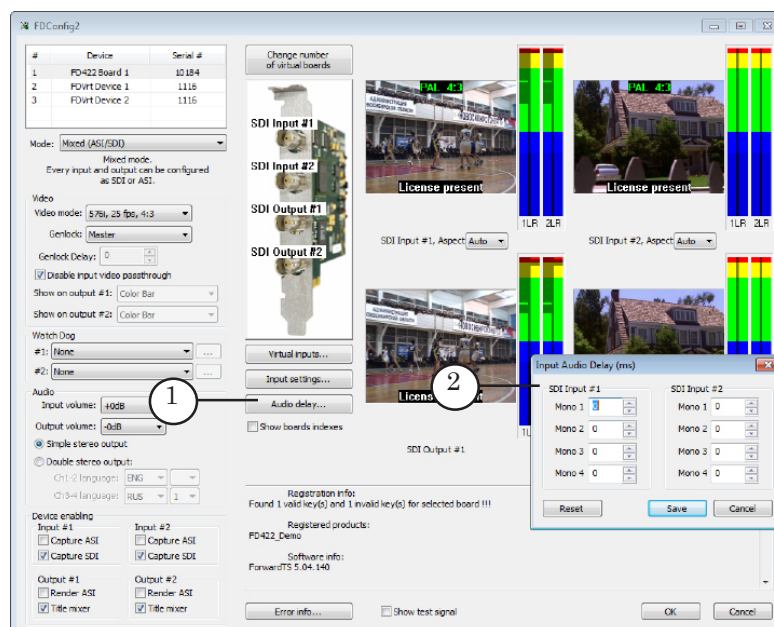 FDConfig2
# Device Serial #
1 FD422 Board 1 10184
2 FDVrt Device 1 1116
3 FDVrt Device 2 1116
Mode: Mixed (ASI/SDI)
Mixed mode.
Every input and output can be configured
as SDI or ASI.
Video
Video mode: 576i, 25 fps, 4:3
Genlock: Master
Genlock Delay: 0
Disable input video passthrough
Show on output #1: Color Bar
Show on output #2: Color Bar
Watch Dog
#1: None ...
#2: None ...
Audio
Input volume: +0dB
Output volume: -0dB
Simple stereo output
Double stereo output:
Ch1-2 language: ENG
Ch3-4 language: RUS 1
Device enabling
Input #1
Capture ASI
Capture SDI
Input #2
Capture ASI
Capture SDI
Output #1
Render ASI
Title mixer
Output #2
Render ASI
Title mixer
Change number
of virtual boards
SDI Input #1
SDI Input #2
SDI Output #1
SDI Output #2
Virtual inputs...
Input settings...
1
Audio delay...
Show boards indexes
PAL 4:3
License present
1LR 2LR
SDI Input #1, Aspect Auto
PAL 4:3
License present
1LR 2LR
SDI Input #2, Aspect Auto
2
SDI Output #1
Input Audio Delay (ms)
SDI Input #1
Mono 1 0
Mono 2 0
Mono 3 0
Mono 4 0
SDI Input #2
Mono 1 0
Mono 2 0
Mono 3 0
Mono 4 0
Reset Save Cancel
Registration info:
Found 1 valid key(s) and 1 invalid key(s) for selected board !!!
Registered products:
FD422_Demo
Software info:
ForwardTS 5.04.140
Error info... Show test signal OK Cancel